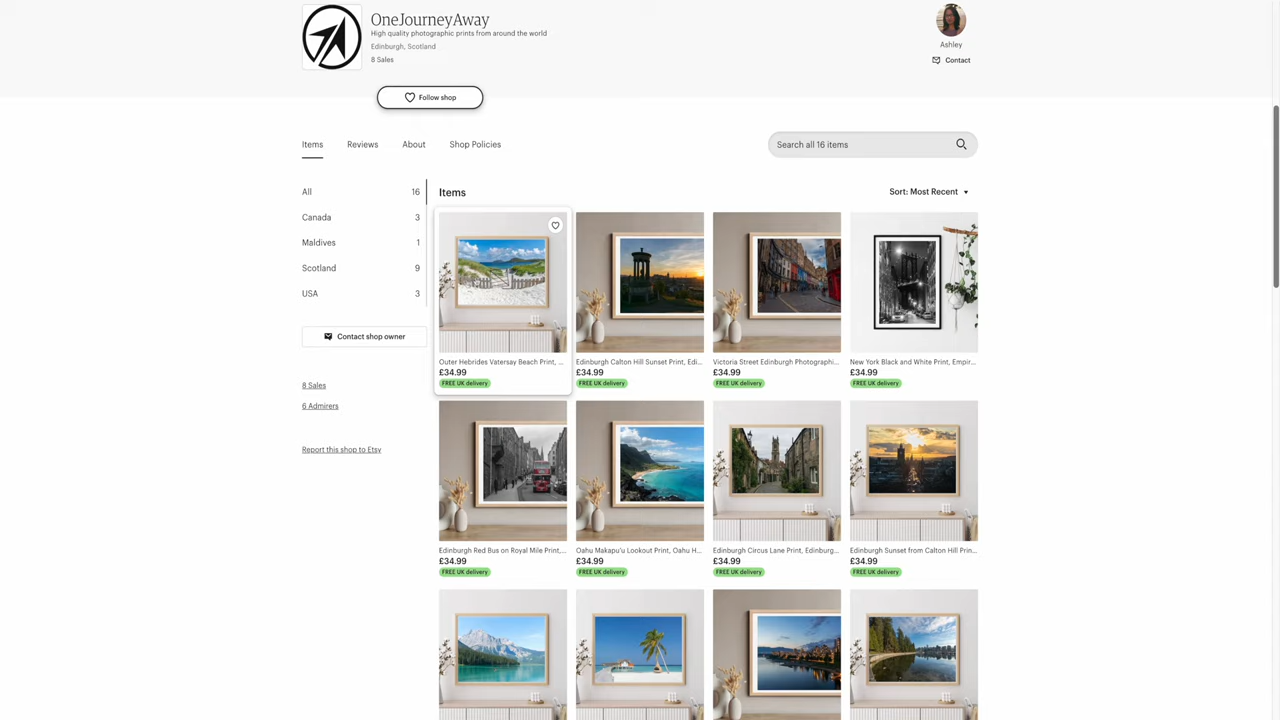 OneJourneyAway
High quality photographic prints from around the world
Edinburgh, Scotland
8 Sales
Ashley
Contact
Follow shop
Items
Reviews
About
Shop Policies
Search all 16 items
All 16
Canada 3
Maldives 1
Scotland 9
USA 3
Contact shop owner
8 Sales
6 Admirers
Report this shop to Etsy
Items
Sort: Most Recent
Outer Hebrides Vatersay Beach Print, ...
£34.99
FREE UK delivery
Edinburgh Calton Hill Sunset Print, Edi...
£34.99
FREE UK delivery
Victoria Street Edinburgh Photographi...
£34.99
FREE UK delivery
New York Black and White Print, Empir...
£34.99
FREE UK delivery
Edinburgh Red Bus on Royal Mile Print,...
£34.99
FREE UK delivery
Oahu Makapu'u Lookout Print, Oahu H...
£34.99
FREE UK delivery
Edinburgh Circus Lane Print, Edinburg...
£34.99
FREE UK delivery
Edinburgh Sunset from Calton Hill Prin...
£34.99
FREE UK delivery